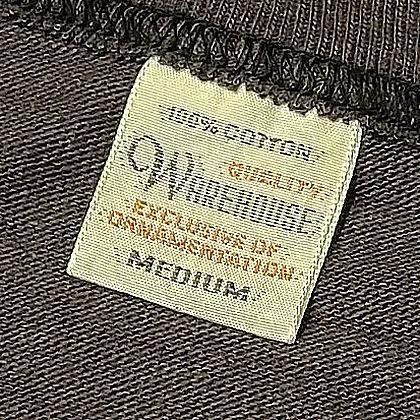 100% COTTON
QUALITY
WAREHOUSE
EXCLUSIVE OF
ORNAMENTATION
MEDIUM